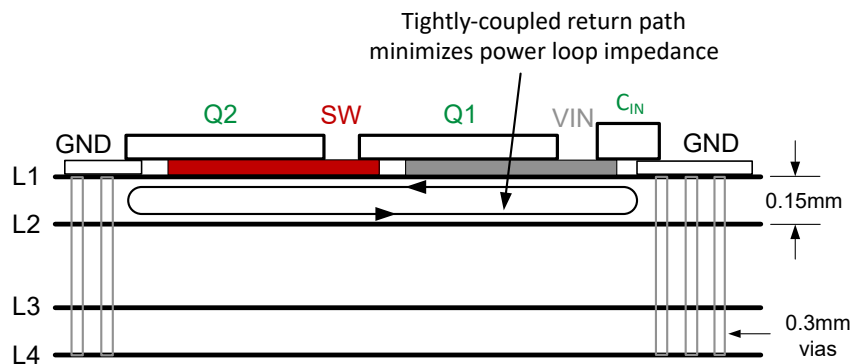 Tightly-coupled return path
minimizes power loop impedance
Q2
SW
Q1
VIN
CIN
GND
GND
L1
0.15mm
L2
L3
0.3mm
vias
L4